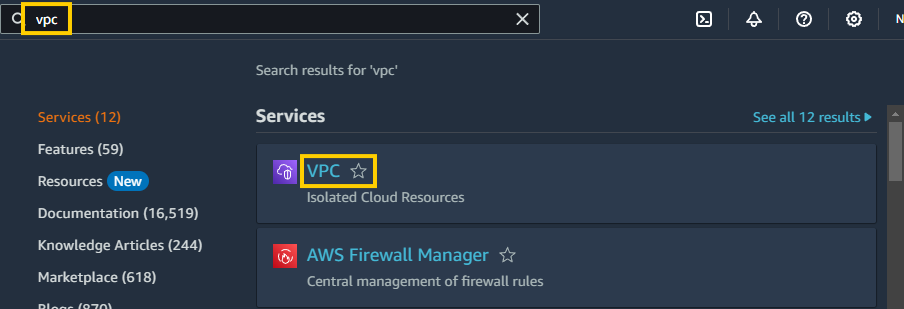 vpc
N
Search results for 'vpc'
Services (12)
Features (59)
Resources New
Documentation (16,519)
Knowledge Articles (244)
Marketplace (618)
Blogs (870)
Services
See all 12 results
VPC
Isolated Cloud Resources
AWS Firewall Manager
Central management of firewall rules